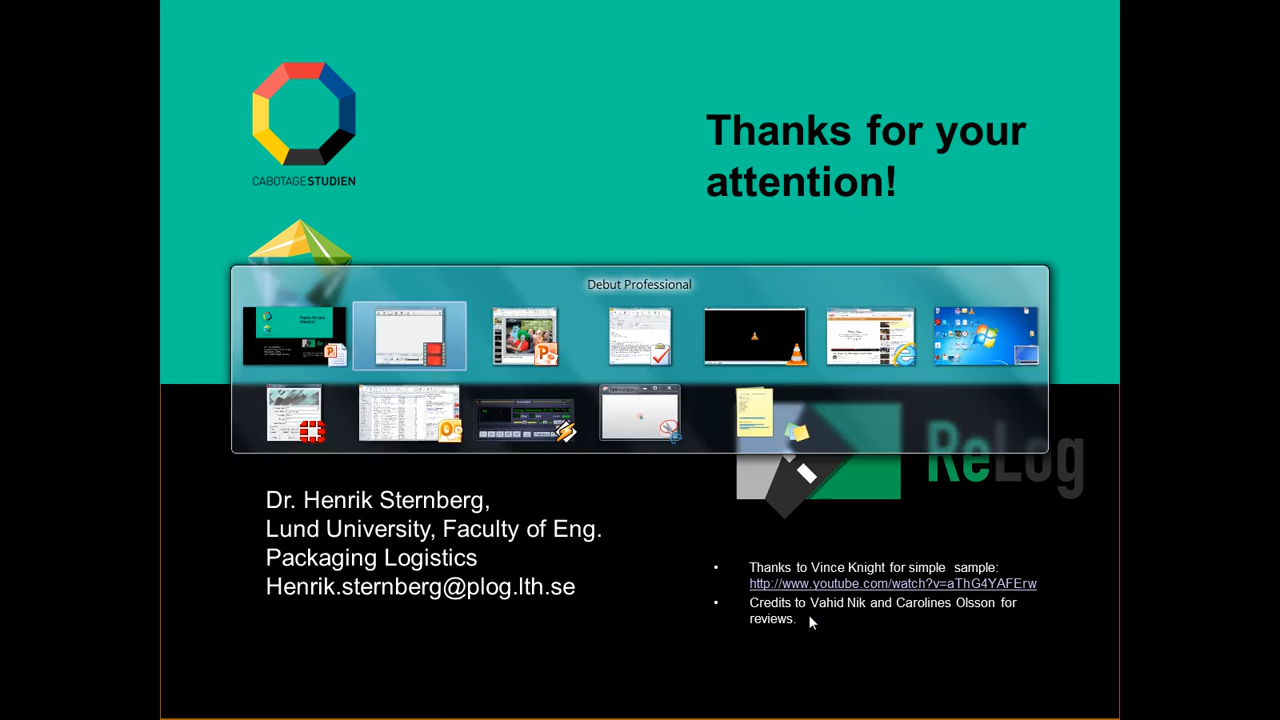 Thanks for your
attention!
CABOTAGESTUDIEN
Debut Professional
ReLog
Dr. Henrik Sternberg,
Lund University, Faculty of Eng.
Packaging Logistics
Henrik.sternberg@plog.lth.se
• Thanks to Vince Knight for simple sample:
http://www.youtube.com/watch?v=aThG4YAFErw
• Credits to Vahid Nik and Carolines Olsson for
reviews.